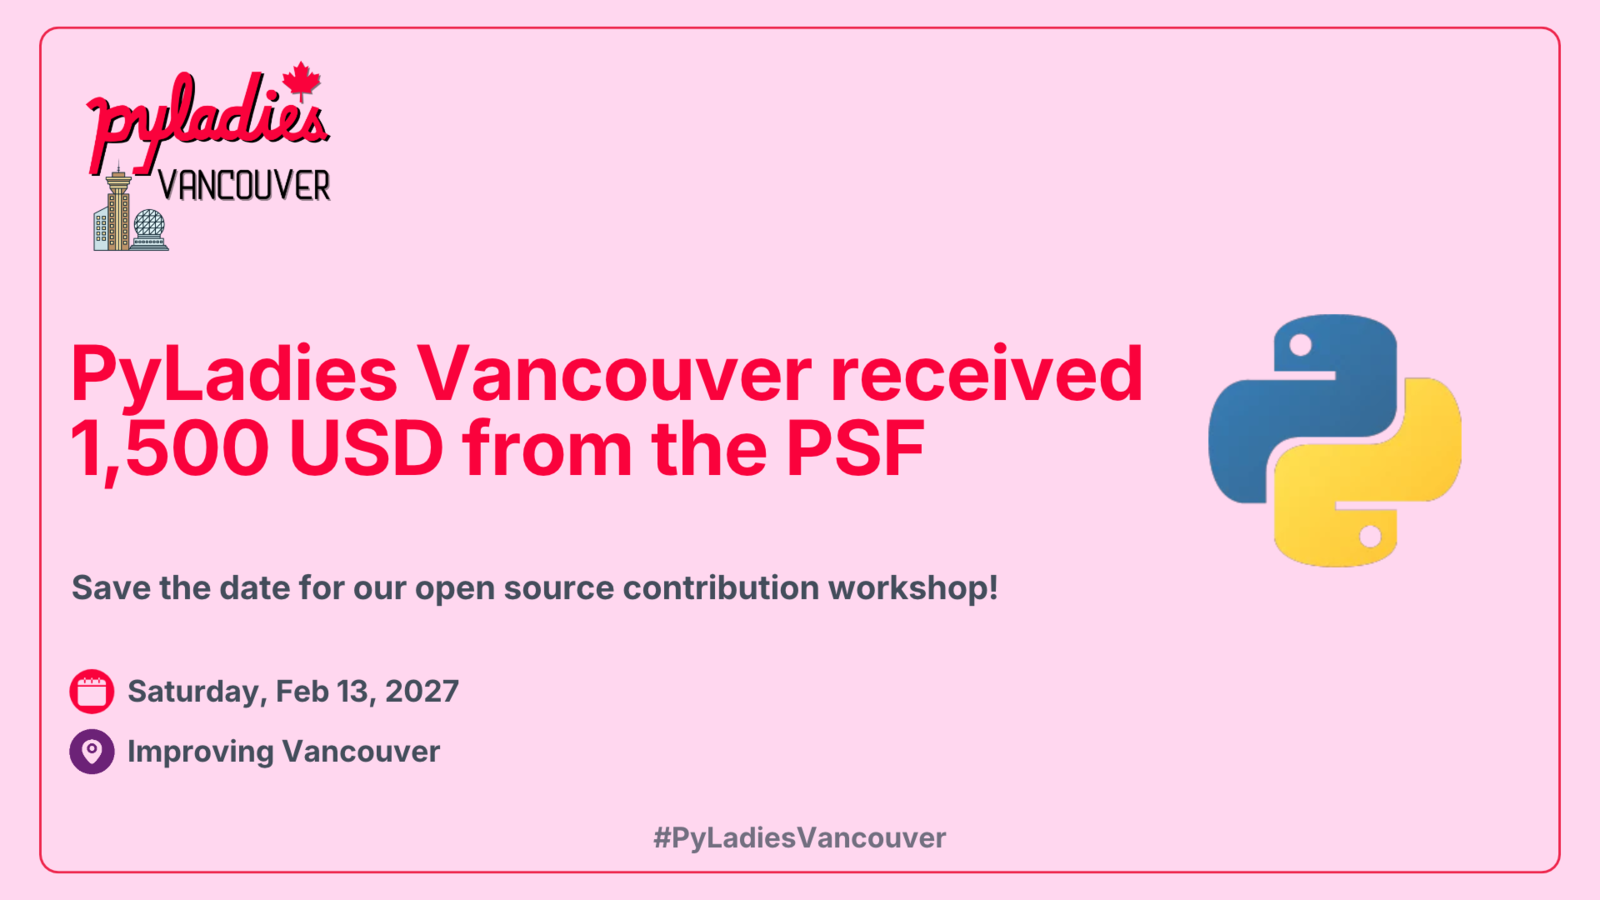 pyladies
VANCOUVER
PyLadies Vancouver received
1,500 USD from the PSF
Save the date for our open source contribution workshop!
Saturday, Feb 13, 2027
Improving Vancouver
#PyLadiesVancouver